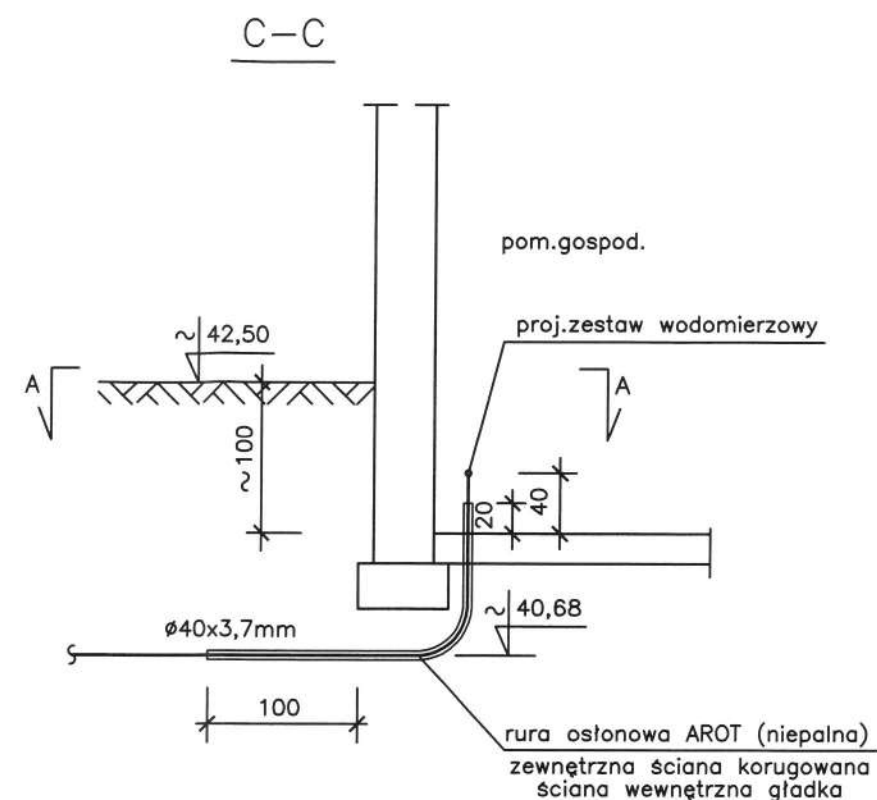 C-C
pom.gospod.
proj.zestaw wodomierzowy
~ 42,50
A
A
~100
20
40
~ 40,68
ø40x3,7mm
100
rura osłonowa AROT (niepalna)
zewnętrzna ściana korugowana
ściana wewnętrzna gładka